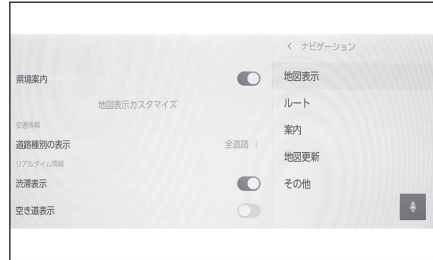 県境案内
地図表示カスタマイズ
交通情報
道路種別の表示
全道路
リアルタイム情報
渋滞表示
空き道表示
ナビゲーション
地図表示
ルート
案内
地図更新
その他